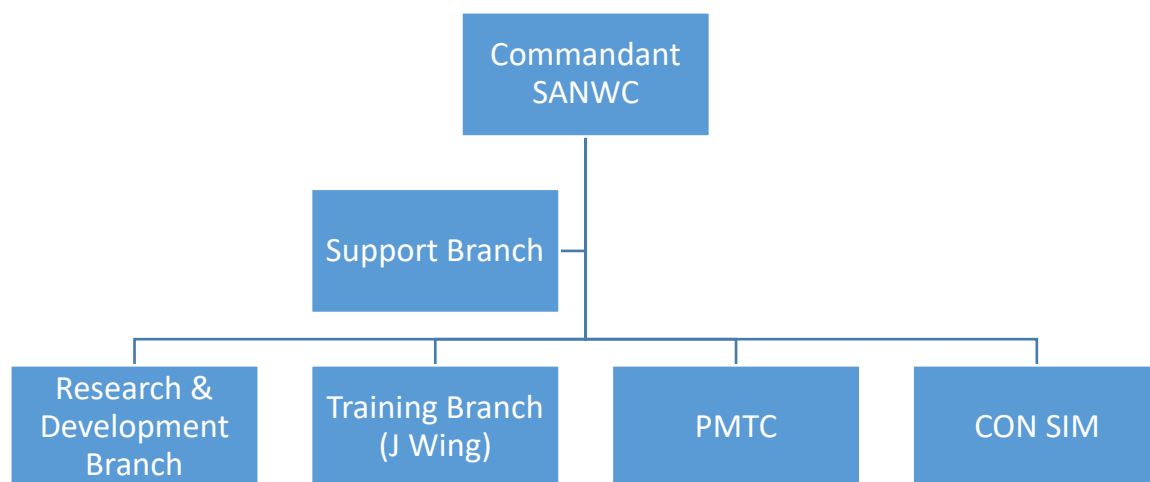 Commandant
SANWC
Support Branch
Research &
Development
Branch
Training Branch
(J Wing)
PMTC
CON SIM